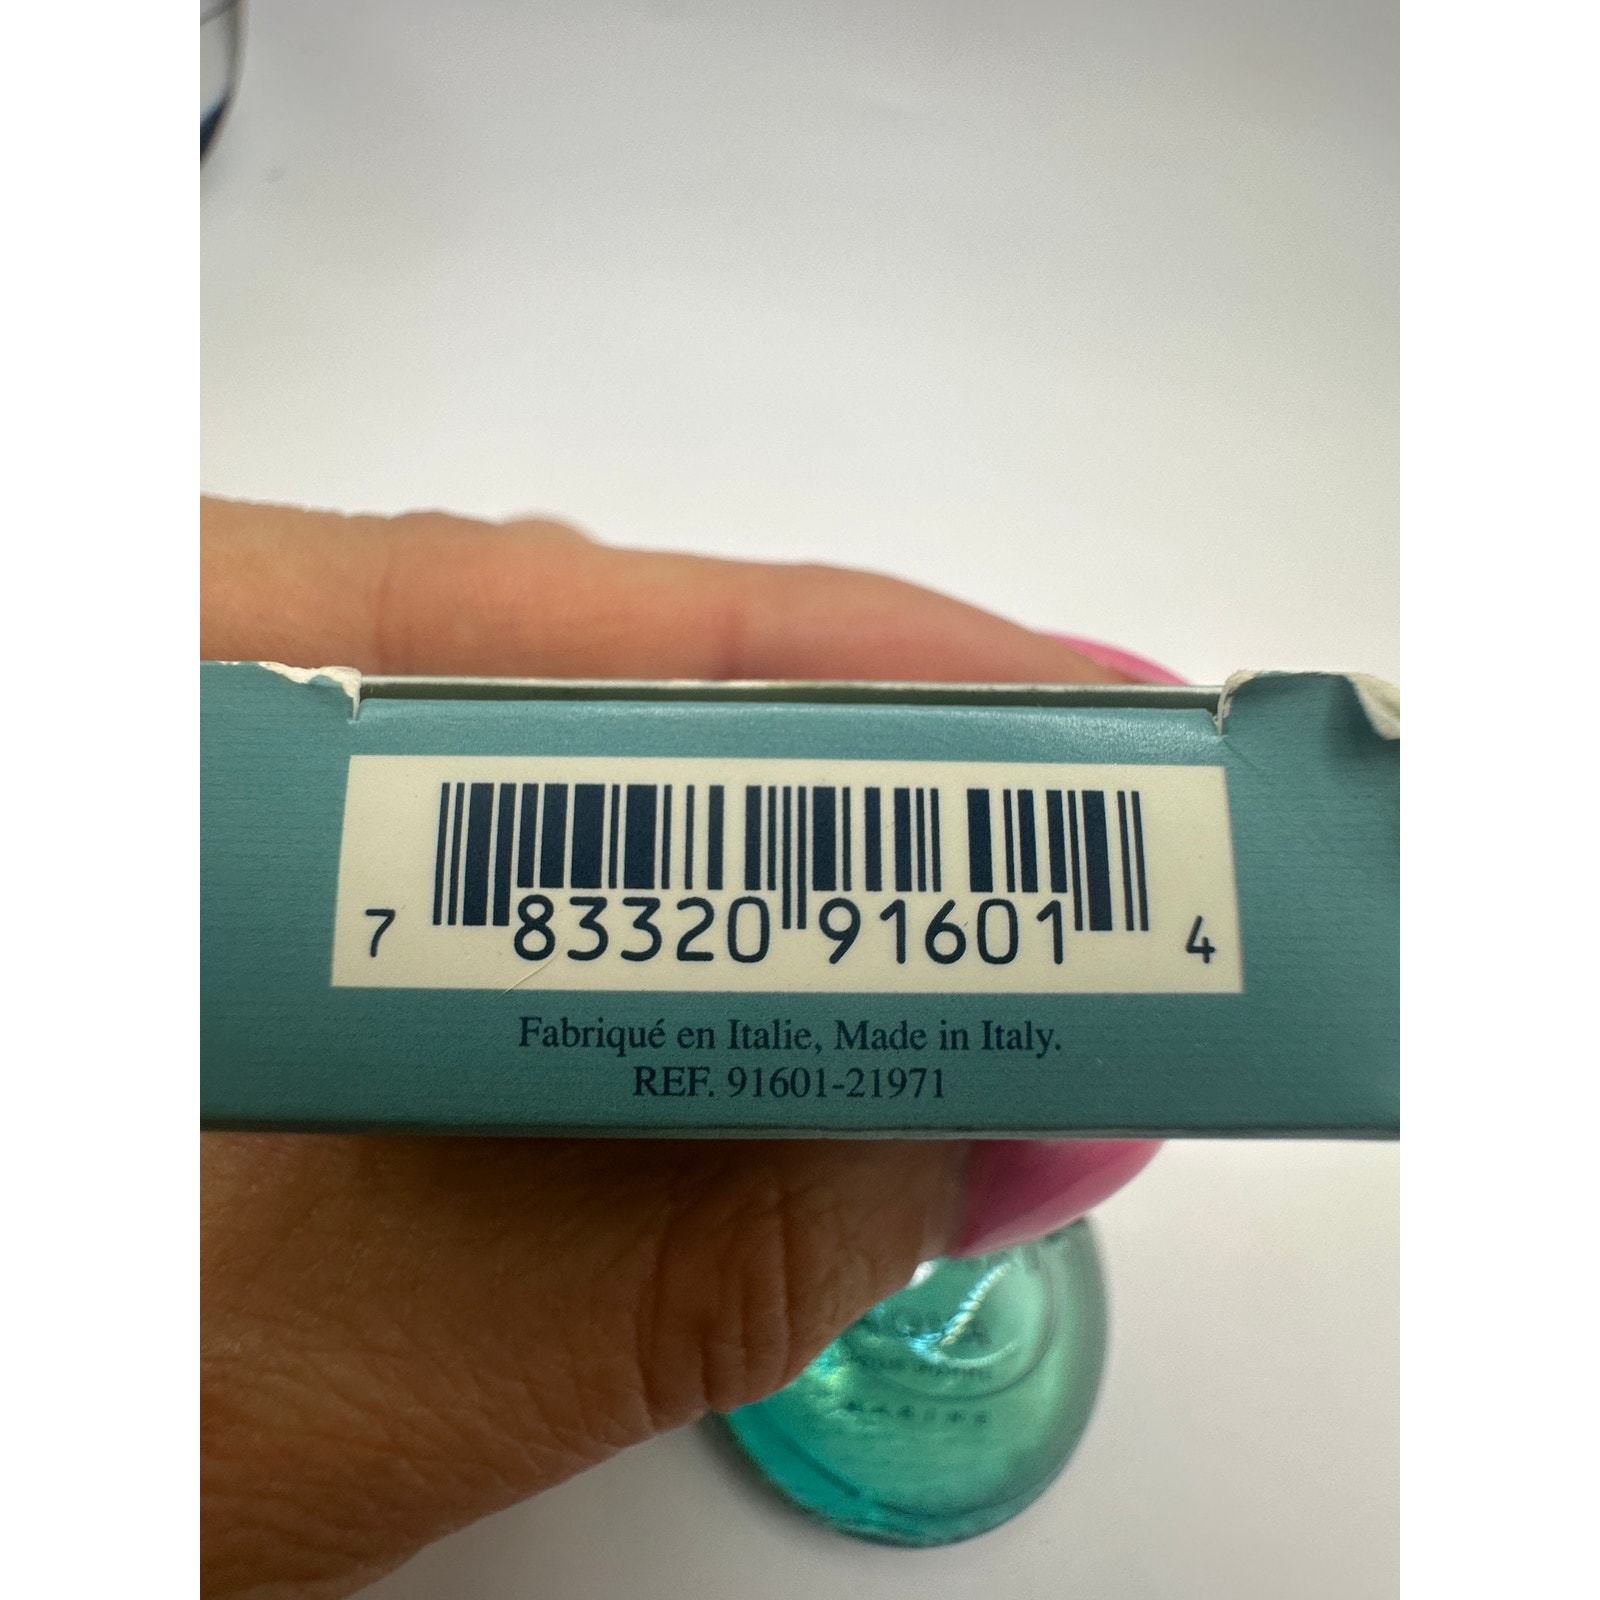 7 83320 91601 4
Fabriqué en Italie, Made in Italy.
REF. 91601-21971